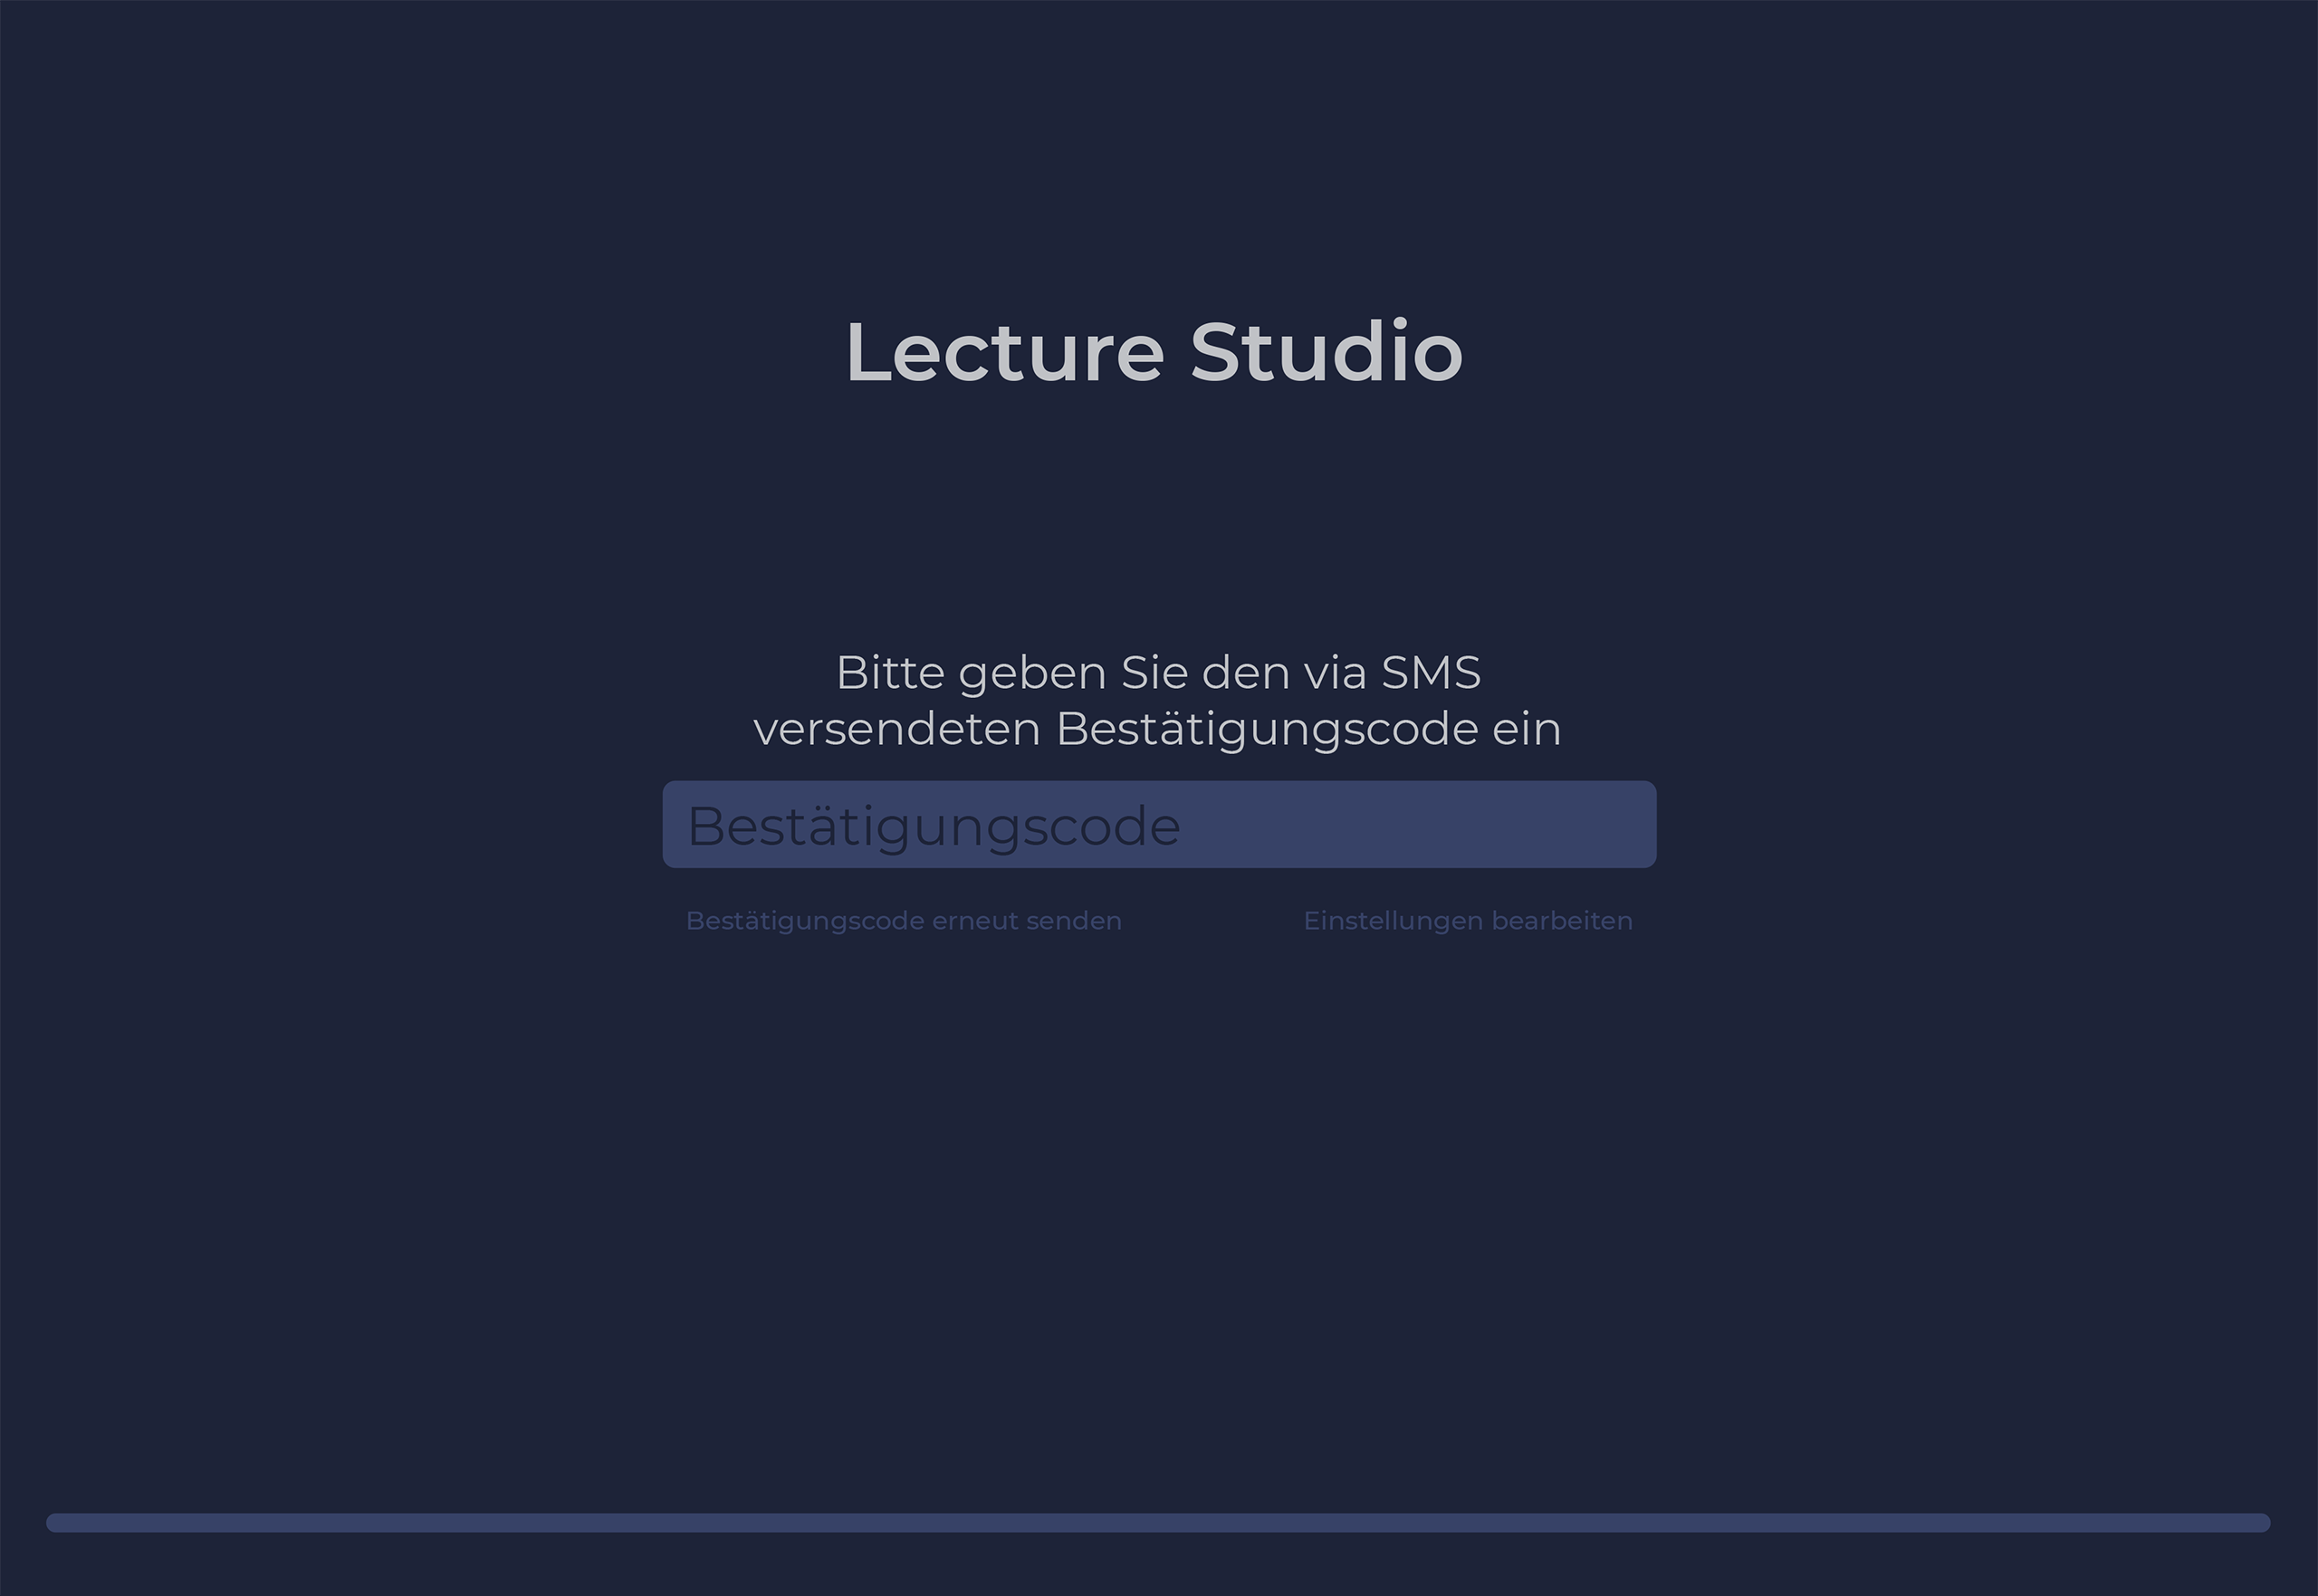 Lecture Studio
Bitte geben Sie den via SMS
versendeten Bestätigungscode ein
Bestätigungscode
Bestätigungscode erneut senden
Einstellungen bearbeiten